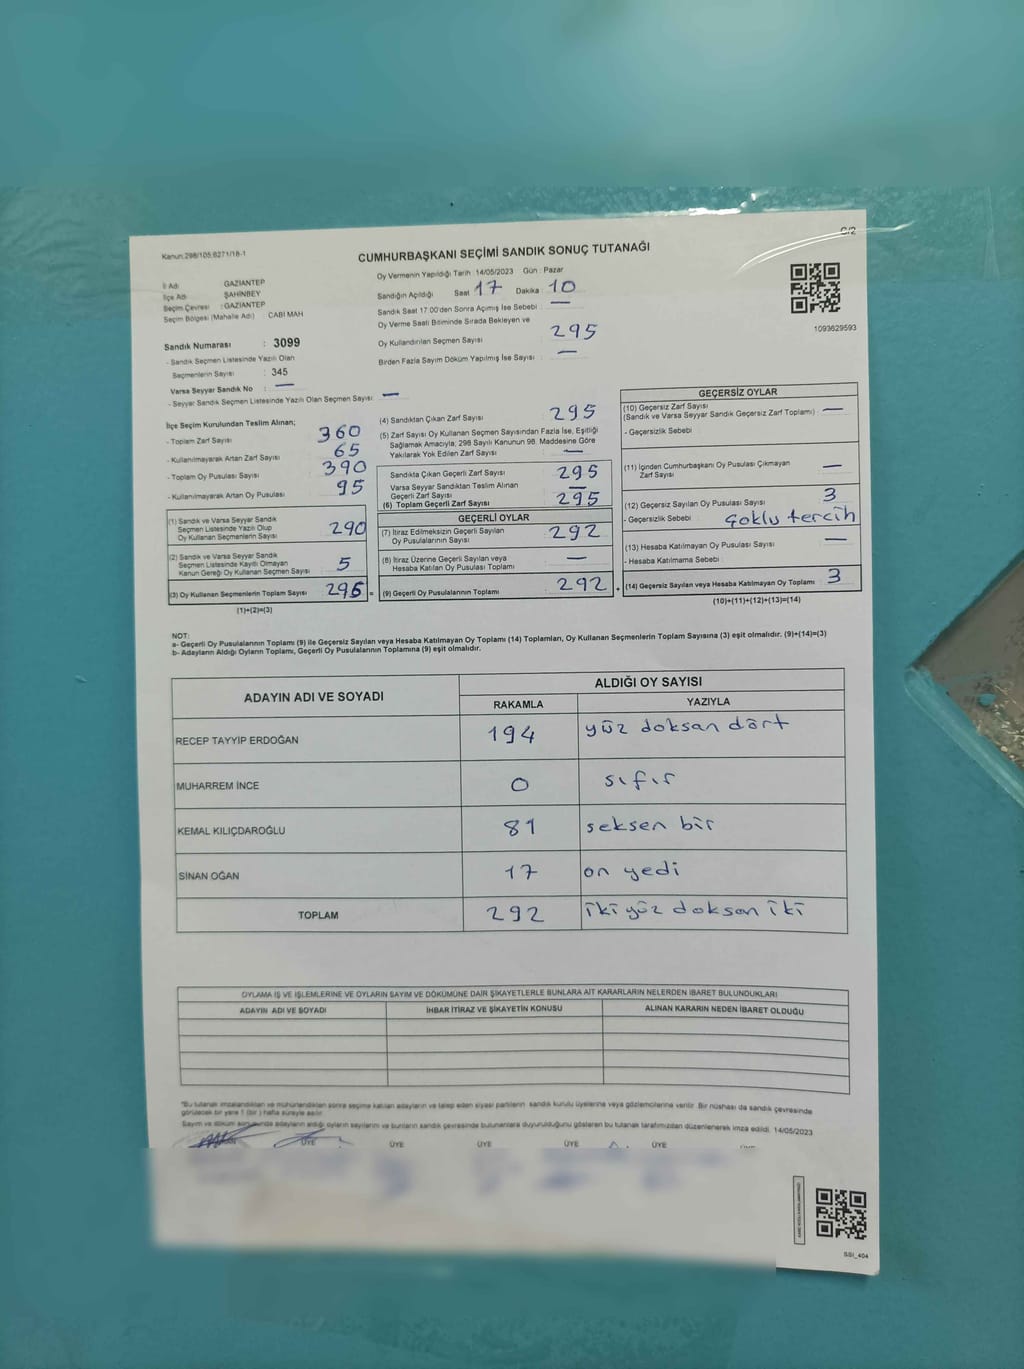 C/2
Kanun:298/105,6271/18-1
CUMHURBAŞKANI SEÇİMİ SANDIK SONUÇ TUTANAĞI
Oy Vermenin Yapıldığı Tarih : 14/05/2023 Gün : Pazar
İl Adı : GAZİANTEP
İlçe Adı : ŞAHİNBEY
Seçim Çevresi : GAZİANTEP
Seçim Bölgesi (Mahalle Adı) : CABİ MAH
Sandığın Açıldığı Saat 17 Dakika : 10
Sandık Saat 17:00'den Sonra Açımış İse Sebebi : —
Oy Verme Saati Bitiminde Sırada Bekleyen ve
Oy Kullandırılan Seçmen Sayısı : 295
Birden Fazla Sayım Döküm Yapılmış İse Sayısı : —
1093629593
Sandık Numarası : 3099
- Sandık Seçmen Listesinde Yazılı Olan
Seçmenlerin Sayısı : 345
Varsa Seyyar Sandık No : —
- Seyyar Sandık Seçmen Listesinde Yazılı Olan Seçmen Sayısı: —
İlçe Seçim Kurulundan Teslim Alınan;
- Toplam Zarf Sayısı 360
- Kullanılmayarak Artan Zarf Sayısı 65
- Toplam Oy Pusulası Sayısı 390
- Kullanılmayarak Artan Oy Pusulası 95
(1) Sandık ve Varsa Seyyar Sandık
Seçmen Listesinde Yazılı Olup
Oy Kullanan Seçmenlerin Sayısı 290
(2) Sandık ve Varsa Seyyar Sandık
Seçmen Listesinde Kayıtlı Olmayan
Kanun Gereği Oy Kullanan Seçmen Sayısı 5
(3) Oy Kullanan Seçmenlerin Toplam Sayısı 295 =
(1)+(2)=(3)
(4) Sandıktan Çıkan Zarf Sayısı : 295
(5) Zarf Sayısı Oy Kullanan Seçmen Sayısından Fazla İse, Eşitliği
Sağlamak Amacıyla, 298 Sayılı Kanunun 98. Maddesine Göre
Yakılarak Yok Edilen Zarf Sayısı : —
Sandıkta Çıkan Geçerli Zarf Sayısı 295
Varsa Seyyar Sandıktan Teslim Alınan
Geçerli Zarf Sayısı —
(6) Toplam Geçerli Zarf Sayısı 295
GEÇERLİ OYLAR
(7) İtiraz Edilmeksizin Geçerli Sayılan
Oy Pusulalarının Sayısı 292
(8) İtiraz Üzerine Geçerli Sayılan veya
Hesaba Katılan Oy Pusulası Toplamı —
(9) Geçerli Oy Pusulalarının Toplamı 292 +
GEÇERSİZ OYLAR
(10) Geçersiz Zarf Sayısı
(Sandık ve Varsa Seyyar Sandık Geçersiz Zarf Toplamı) : —
- Geçersizlik Sebebi
(11) İçinden Cumhurbaşkanı Oy Pusulası Çıkmayan
Zarf Sayısı —
(12) Geçersiz Sayılan Oy Pusulası Sayısı : 3
- Geçersizlik Sebebi Çoklu tercih
(13) Hesaba Katılmayan Oy Pusulası Sayısı : —
- Hesaba Katılmama Sebebi :
(14) Geçersiz Sayılan veya Hesaba Katılmayan Oy Toplamı 3
(10)+(11)+(12)+(13)=(14)
NOT:
a- Geçerli Oy Pusulalarının Toplamı (9) ile Geçersiz Sayılan veya Hesaba Katılmayan Oy Toplamı (14) Toplamları, Oy Kullanan Seçmenlerin Toplam Sayısına (3) eşit olmalıdır. (9)+(14)=(3)
b- Adayların Aldığı Oyların Toplamı, Geçerli Oy Pusulalarının Toplamına (9) eşit olmalıdır.
ADAYIN ADI VE SOYADI ALDIĞI OY SAYISI
RAKAMLA YAZIYLA
RECEP TAYYİP ERDOĞAN 194 yüz doksan dört
MUHARREM İNCE 0 sıfır
KEMAL KILIÇDAROĞLU 81 seksen bir
SİNAN OĞAN 17 on yedi
TOPLAM 292 iki yüz doksan iki
OYLAMA İŞ VE İŞLEMLERİNE VE OYLARIN SAYIM VE DÖKÜMÜNE DAİR ŞİKAYETLERLE BUNLARA AİT KARARLARIN NELERDEN İBARET BULUNDUKLARI
ADAYIN ADI VE SOYADI İHBAR İTİRAZ VE ŞİKAYETİN KONUSU ALINAN KARARIN NEDEN İBARET OLDUĞU
*Bu tutanak imzalandıktan ve mühürlendikten sonra seçime katılan adayların ve talep eden siyasi partilerin sandık kurulu üyelerine veya gözlemcilerine verilir. Bir nüshası da sandık çevresinde
görülecek bir yere 1 (bir) hafta süreyle asılır.
Sayım ve döküm sonucunda adayların aldığı oyların sayılarını ve bunların sandık çevresinde bulunanlara duyurulduğunu gösteren bu tutanak tarafımızdan düzenlenerek imza edildi. 14/05/2023
ÜYE ÜYE ÜYE ÜYE ÜYE
SSİ_404